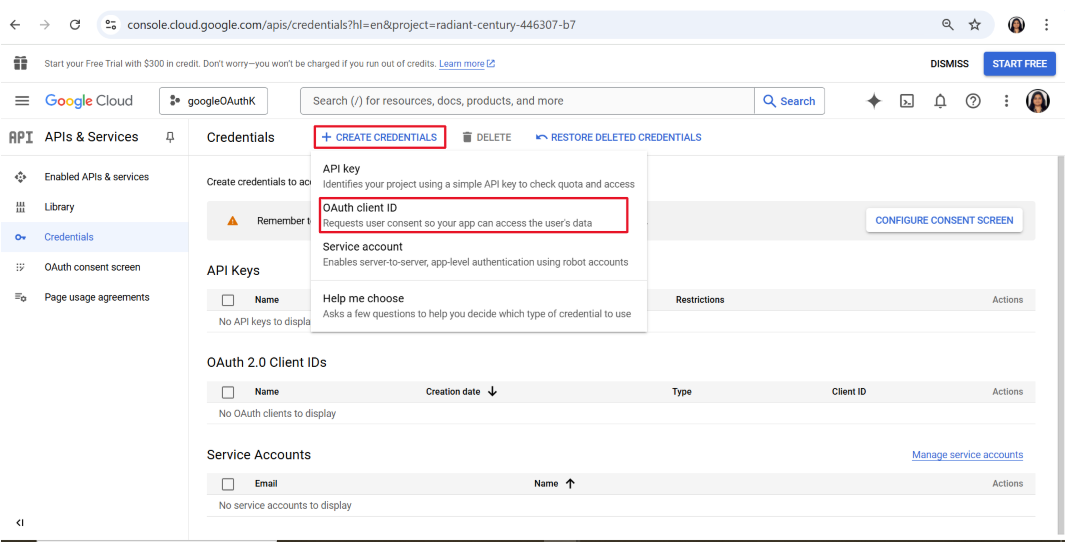 console.cloud.google.com/apis/credentials?hl=en&project=radiant-century-446307-b7
Start your Free Trial with $300 in credit. Don't worry—you won't be charged if you run out of credits. Learn more
DISMISS
START FREE
Google Cloud
googleOAuthK
Search (/) for resources, docs, products, and more
Search
API APIs & Services
Credentials
+ CREATE CREDENTIALS
DELETE
RESTORE DELETED CREDENTIALS
Enabled APIs & services
Library
Credentials
OAuth consent screen
Page usage agreements
Create credentials to
API key
Identifies your project using a simple API key to check quota and access
OAuth client ID
Requests user consent so your app can access the user's data
Service account
Enables server-to-server, app-level authentication using robot accounts
Help me choose
Asks a few questions to help you decide which type of credential to use
Remember
CONFIGURE CONSENT SCREEN
API Keys
Name
Restrictions
Actions
No API keys to
OAuth 2.0 Client IDs
Name
Creation date
Type
Client ID
Actions
No OAuth clients to display
Service Accounts
Manage service accounts
Email
Name
Actions
No service accounts to display